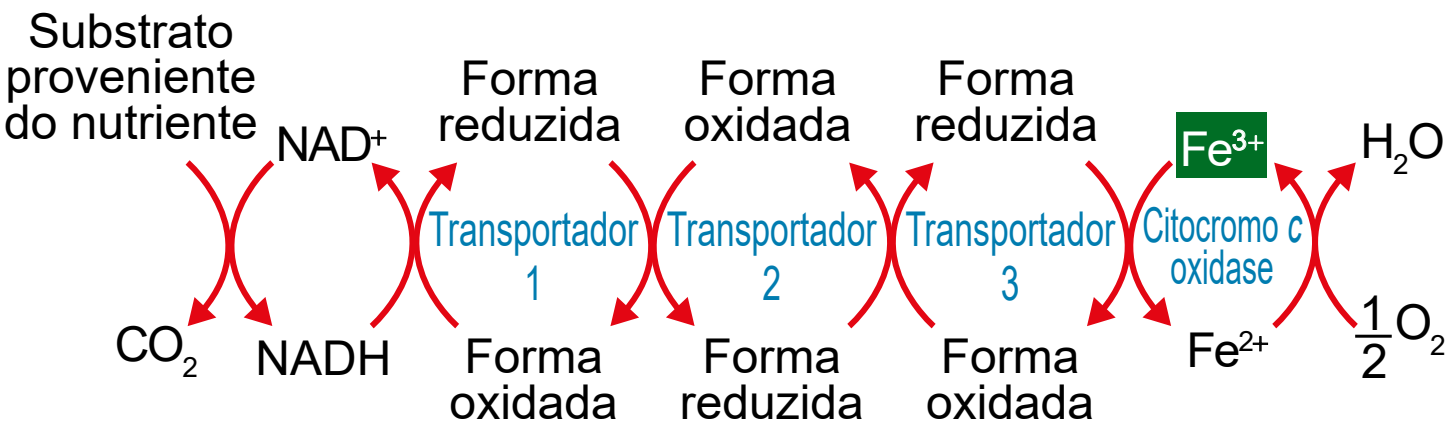 Substrato
proveniente
do nutriente
NAD⁺
Forma
reduzida
Forma
oxidada
Forma
reduzida
Fe³⁺
H₂O
Transportador
1
Transportador
2
Transportador
3
Citocromo c
oxidase
CO₂
NADH
Forma
oxidada
Forma
reduzida
Forma
oxidada
Fe²⁺
1/2 O₂